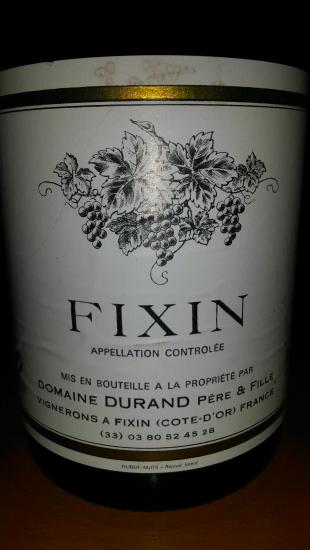 FIXIN
APPELLATION CONTROLÉE
MIS EN BOUTEILLE A LA PROPRIÉTÉ PAR
DOMAINE DURAND PÈRE & FILLE
VIGNERONS A FIXIN (COTE-D'OR) FRANCE
(33) 03 80 52 45 28